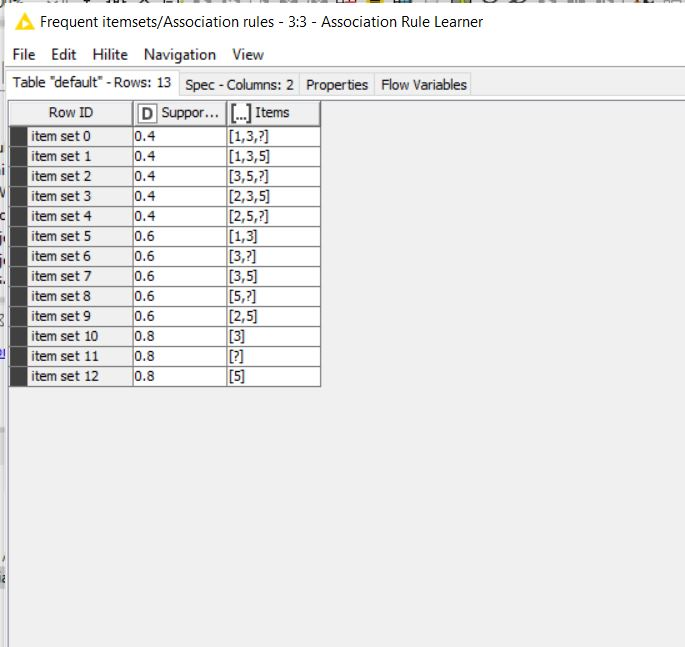 Frequent itemsets/Association rules - 3:3 - Association Rule Learner
File Edit Hilite Navigation View
Table "default" - Rows: 13 Spec - Columns: 2 Properties Flow Variables
Row ID D Suppor... [...] Items
item set 0 0.4 [1,3,?]
item set 1 0.4 [1,3,5]
item set 2 0.4 [3,5,?]
item set 3 0.4 [2,3,5]
item set 4 0.4 [2,5,?]
item set 5 0.6 [1,3]
item set 6 0.6 [3,?]
item set 7 0.6 [3,5]
item set 8 0.6 [5,?]
item set 9 0.6 [2,5]
item set 10 0.8 [3]
item set 11 0.8 [?]
item set 12 0.8 [5]